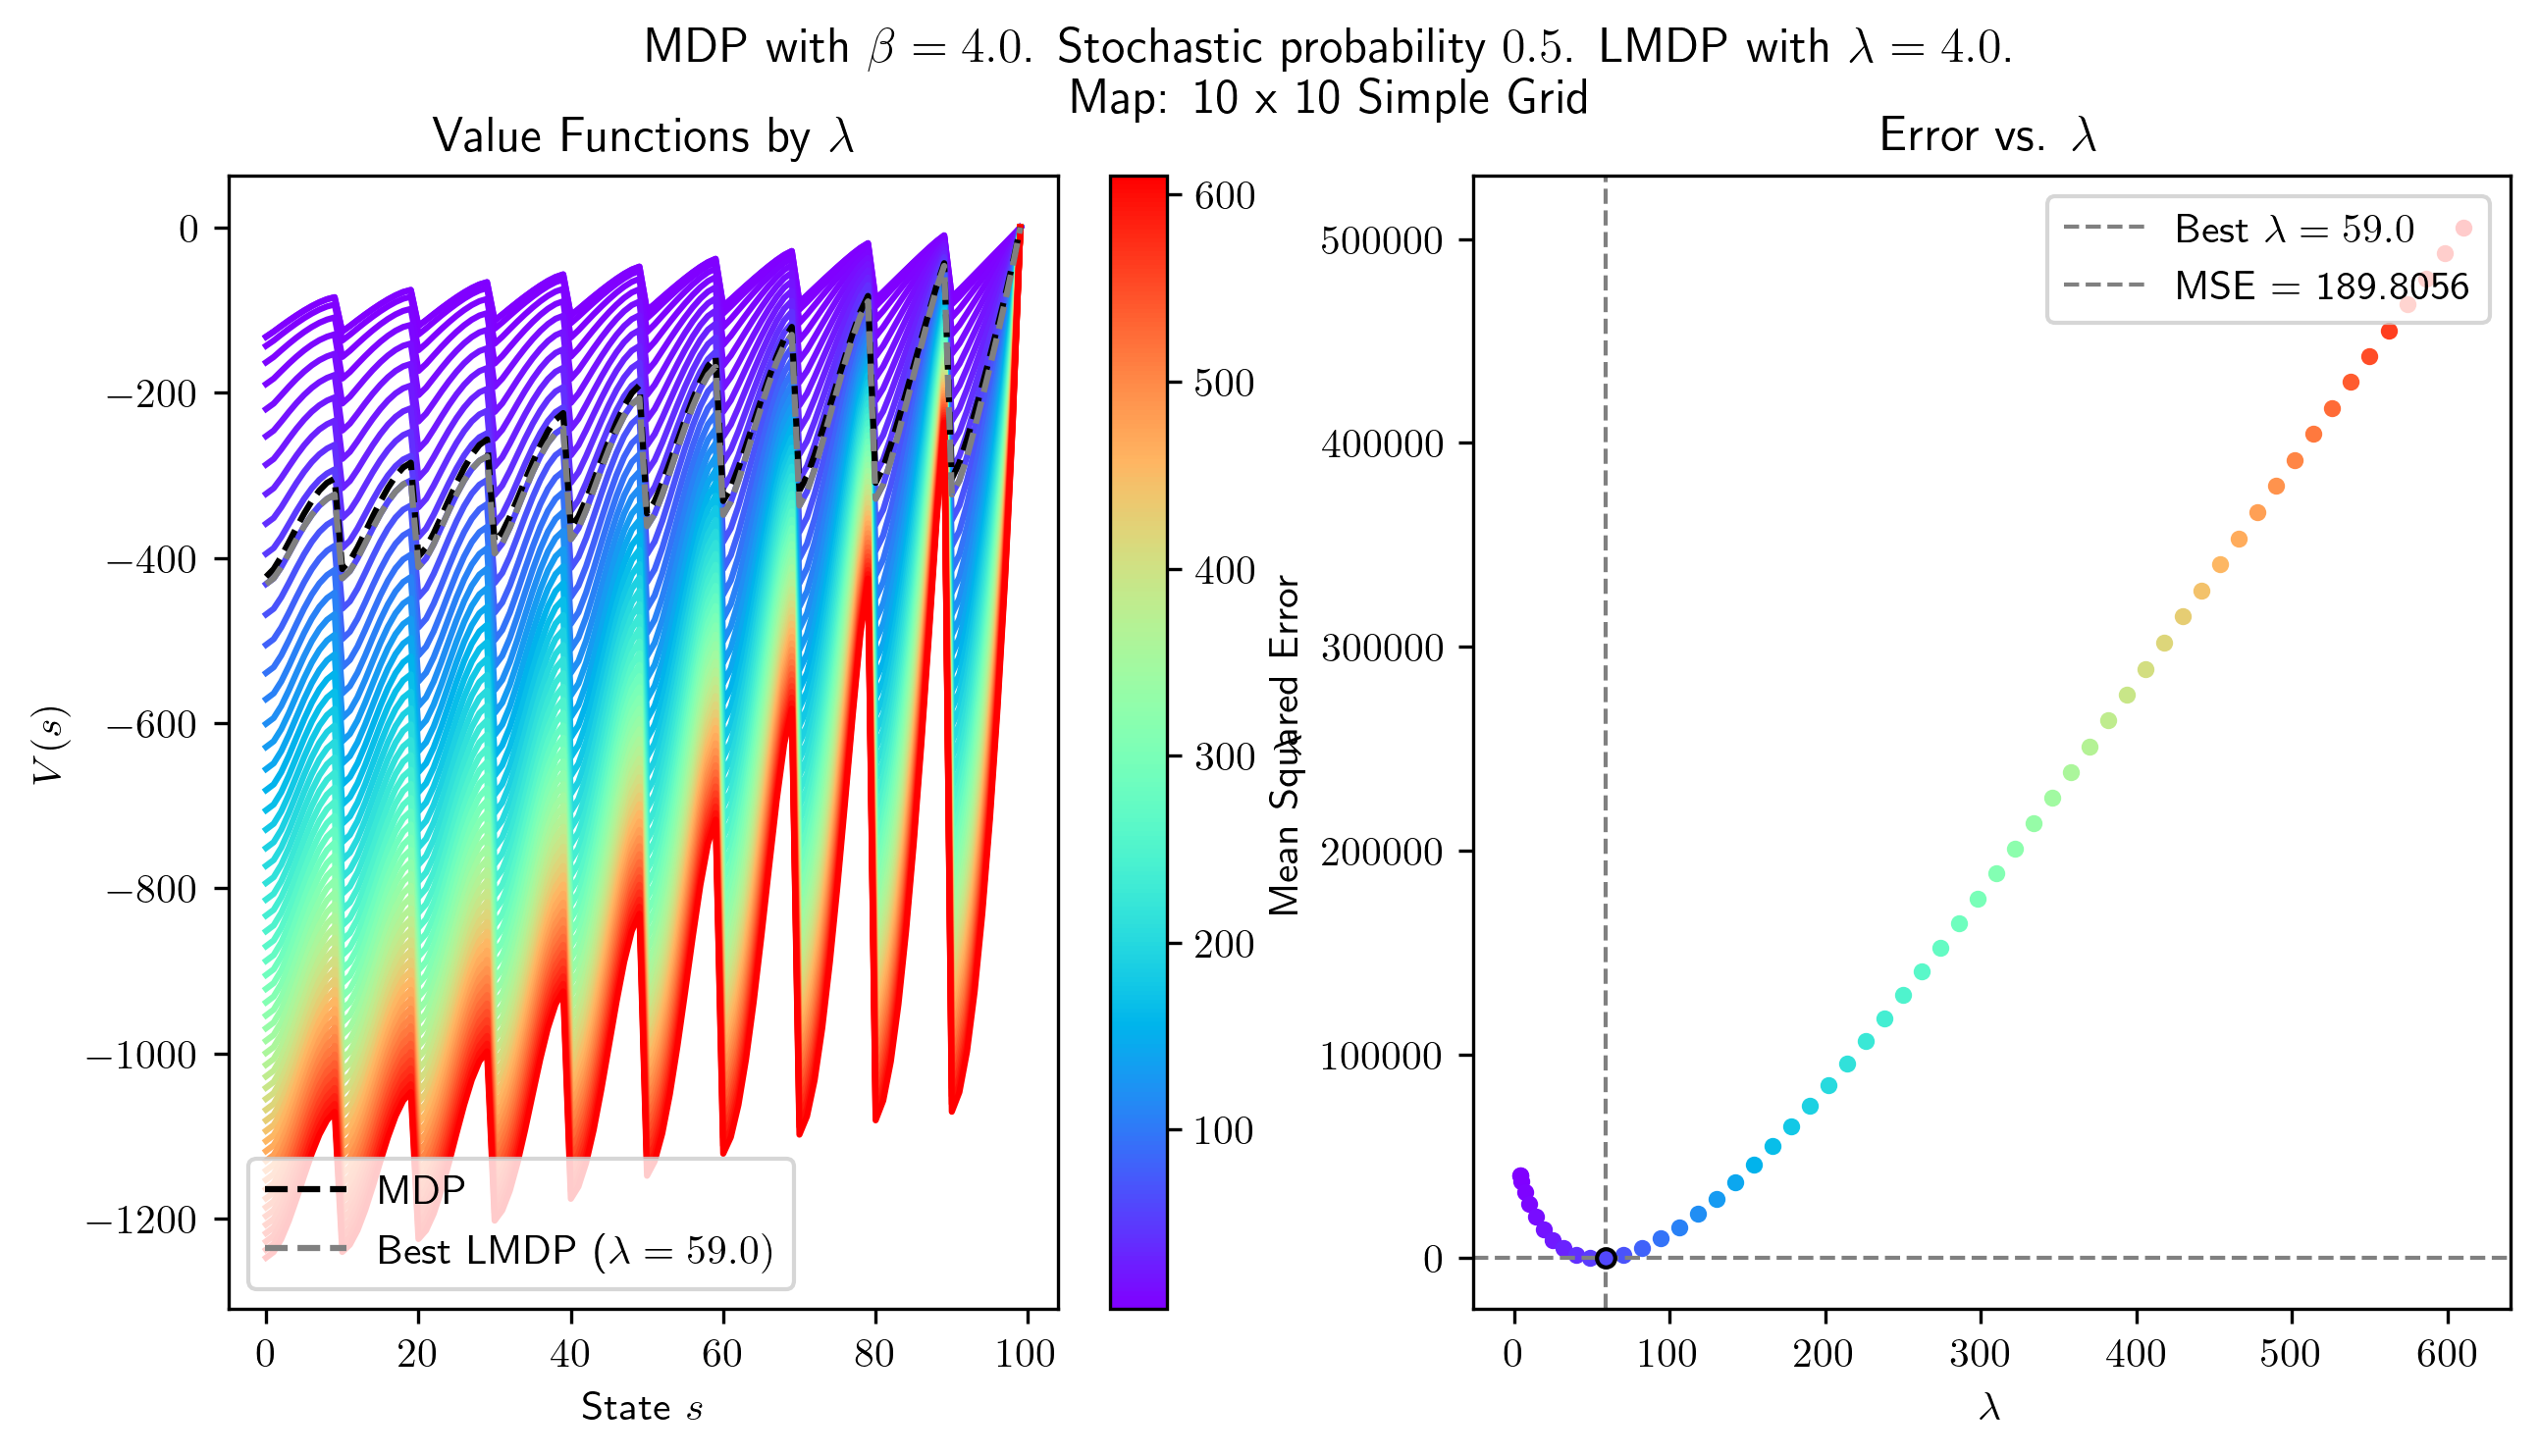 MDP with β = 4.0. Stochastic probability 0.5. LMDP with λ = 4.0.
Map: 10 x 10 Simple Grid
Value Functions by λ
V(s)
0
−200
−400
−600
−800
−1000
−1200
MDP
Best LMDP (λ = 59.0)
0 20 40 60 80 100
State s
600
500
400
300
200
100
λ
Error vs. λ
Mean Squared Error
500000
400000
300000
200000
100000
0
Best λ = 59.0
MSE = 189.8056
0 100 200 300 400 500 600
λ